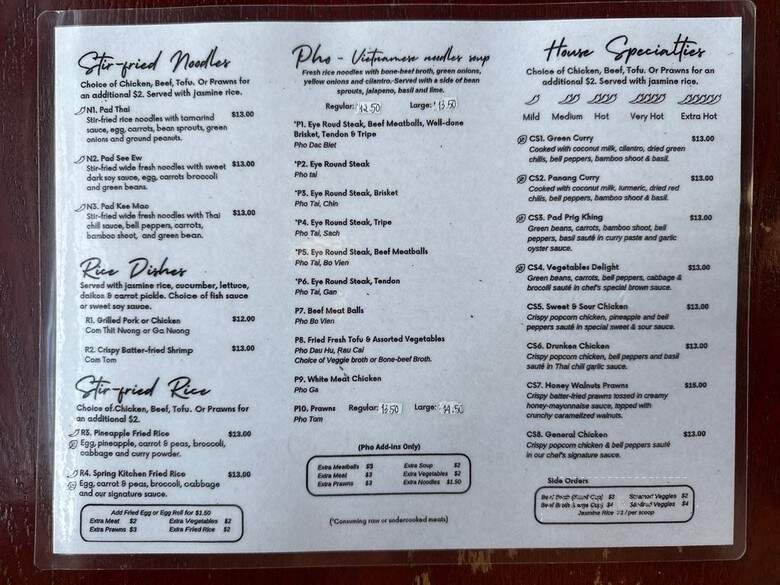 Stir-fried Noodles
Choice of Chicken, Beef, Tofu. Or Prawns for
an additional $2. Served with jasmine rice.
N1. Pad Thai $13.00
Stir-fried rice noodles with tamarind
sauce, egg, carrots, bean sprouts, green
onions and ground peanuts.
N2. Pad See Ew
Stir-fried wide fresh noodles with sweet $13.00
dark soy sauce, egg, carrots broccoli
and green beans.
N3. Pad Kee Mao
Stir-fried wide fresh noodles with Thai $13.00
chili sauce, bell peppers, carrots,
bamboo shoot, and green bean.
Rice Dishes
Served with jasmine rice, cucumber, lettuce,
daikon & carrot pickle. Choice of fish sauce
or sweet soy sauce.
R1. Grilled Pork or Chicken $12.00
Com Thit Nuong or Ga Nuong
R2. Crispy Batter-fried Shrimp $13.00
Com Tom
Stir-fried Rice
Choice of Chicken, Beef, Tofu. Or Prawns for
an additional $2.
R3. Pineapple Fried Rice $13.00
Egg, pineapple, carrot & peas, broccoli,
cabbage and curry powder.
R4. Spring Kitchen Fried Rice $13.00
Egg, carrot & peas, broccoli, cabbage
and our signature sauce.
Add Fried Egg or Egg Roll for $1.50
Extra Meat $2 Extra Vegetables $2
Extra Prawns $3 Extra Fried Rice $2
Pho - Vietnamese noodles soup
Fresh rice noodles with bone-beef broth, green onions,
yellow onions and cilantro. Served with a side of bean
sprouts, jalapeno, basil and lime.
Regular: 12.50 Large: 13.50
*P1. Eye Roud Steak, Beef Meatballs, Well-done
Brisket, Tendon & Tripe
Pho Dac Biet
*P2. Eye Round Steak
Pho tai
*P3. Eye Round Steak, Brisket
Pho Tai, Chin
*P4. Eye Round Steak, Tripe
Pho Tai, Sach
*P5. Eye Round Steak, Beef Meatballs
Pho Tai, Bo Vien
*P6. Eye Round Steak, Tendon
Pho Tai, Gan
P7. Beef Meat Balls
Pho Bo Vien
P8. Fried Fresh Tofu & Assorted Vegetables
Pho Dau Hu, Rau Cai
Choice of Veggie broth or Bone-beef Broth.
P9. White Meat Chicken
Pho Ga
P10. Prawns Regular: 13.50 Large: 14.50
Pho Tom
(Pho Add-ins Only)
Extra Meatballs $3 Extra Soup $2
Extra Meat $3 Extra Vegetables $2
Extra Prawns $3 Extra Noodles $1.50
(*Consuming raw or undercooked meats)
House Specialties
Choice of Chicken, Beef, Tofu. Or Prawns for an
additional $2. Served with jasmine rice.
Mild Medium Hot Very Hot Extra Hot
CS1. Green Curry $13.00
Cooked with coconut milk, cilantro, dried green
chilis, bell peppers, bamboo shoot & basil.
CS2. Panang Curry $13.00
Cooked with coconut milk, turmeric, dried red
chilis, bell peppers, bamboo shoot & basil.
CS3. Pad Prig Khing $13.00
Green beans, carrots, bamboo shoot, bell
peppers, basil sauté in curry paste and garlic
oyster sauce.
CS4. Vegetables Delight $13.00
Green beans, carrots, bell peppers, cabbage &
brocolli sauté in chef's special brown sauce.
CS5. Sweet & Sour Chicken $13.00
Crispy popcorn chicken, pineapple and bell
peppers sauté in special sweet & sour sauce.
CS6. Drunken Chicken $13.00
Crispy popcorn chicken, bell peppers and basil
sauté in Thai chili garlic sauce.
CS7. Honey Walnuts Prawns $15.00
Crispy batter-fried prawns tossed in creamy
honey-mayonnaise sauce, topped with
crunchy caramelized walnuts.
CS8. General Chicken $13.00
Crispy popcorn chicken & bell peppers sauté
in our chef's signature sauce.
Side Orders
Beef Broth Cup) $3 Steamed Veggies $2
Beef Broth Cup) $4 Stir-fried Veggies $4
Jasmine Rice /per scoop